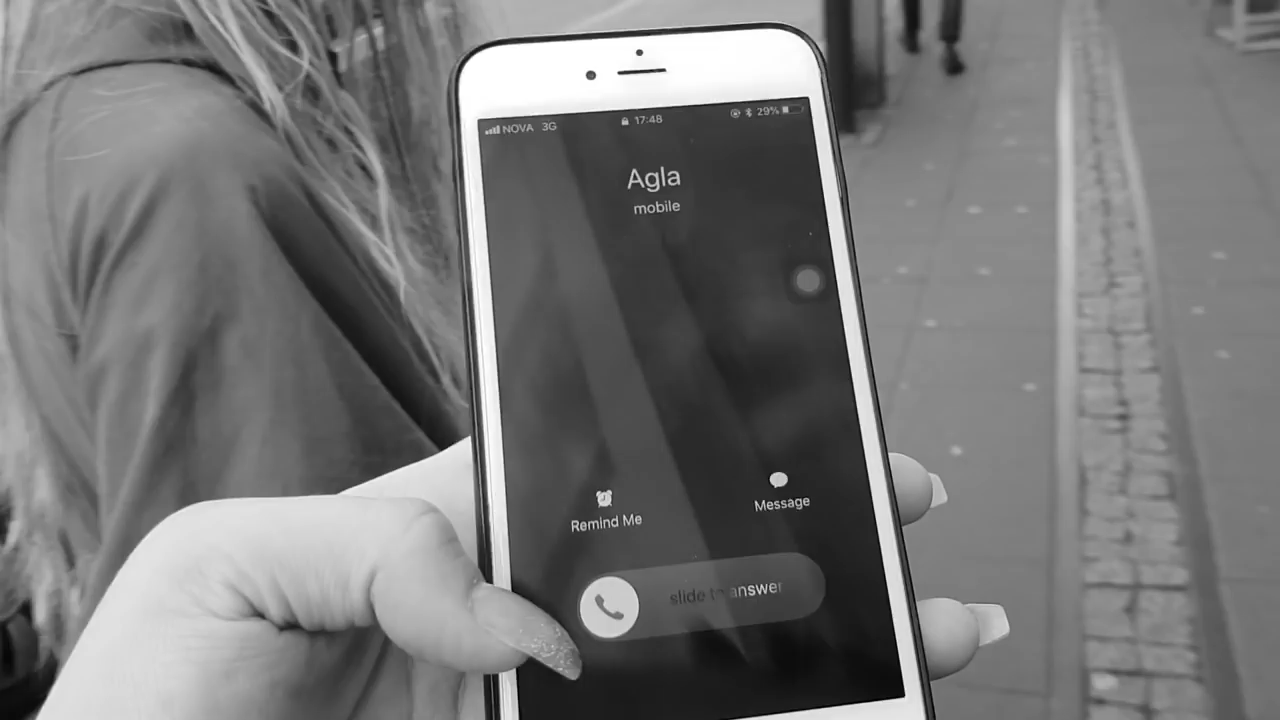 NOVA 3G 17:48 29%
Agla
mobile
Remind Me
Message
slide to answer